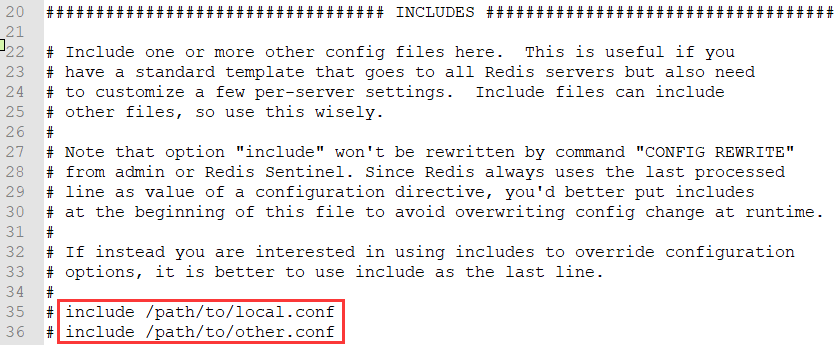 20 ################################## INCLUDES ###################################
21
22 # Include one or more other config files here.  This is useful if you
23 # have a standard template that goes to all Redis servers but also need
24 # to customize a few per-server settings.  Include files can include
25 # other files, so use this wisely.
26 #
27 # Note that option "include" won't be rewritten by command "CONFIG REWRITE"
28 # from admin or Redis Sentinel. Since Redis always uses the last processed
29 # line as value of a configuration directive, you'd better put includes
30 # at the beginning of this file to avoid overwriting config change at runtime.
31 #
32 # If instead you are interested in using includes to override configuration
33 # options, it is better to use include as the last line.
34 #
35 # include /path/to/local.conf
36 # include /path/to/other.conf